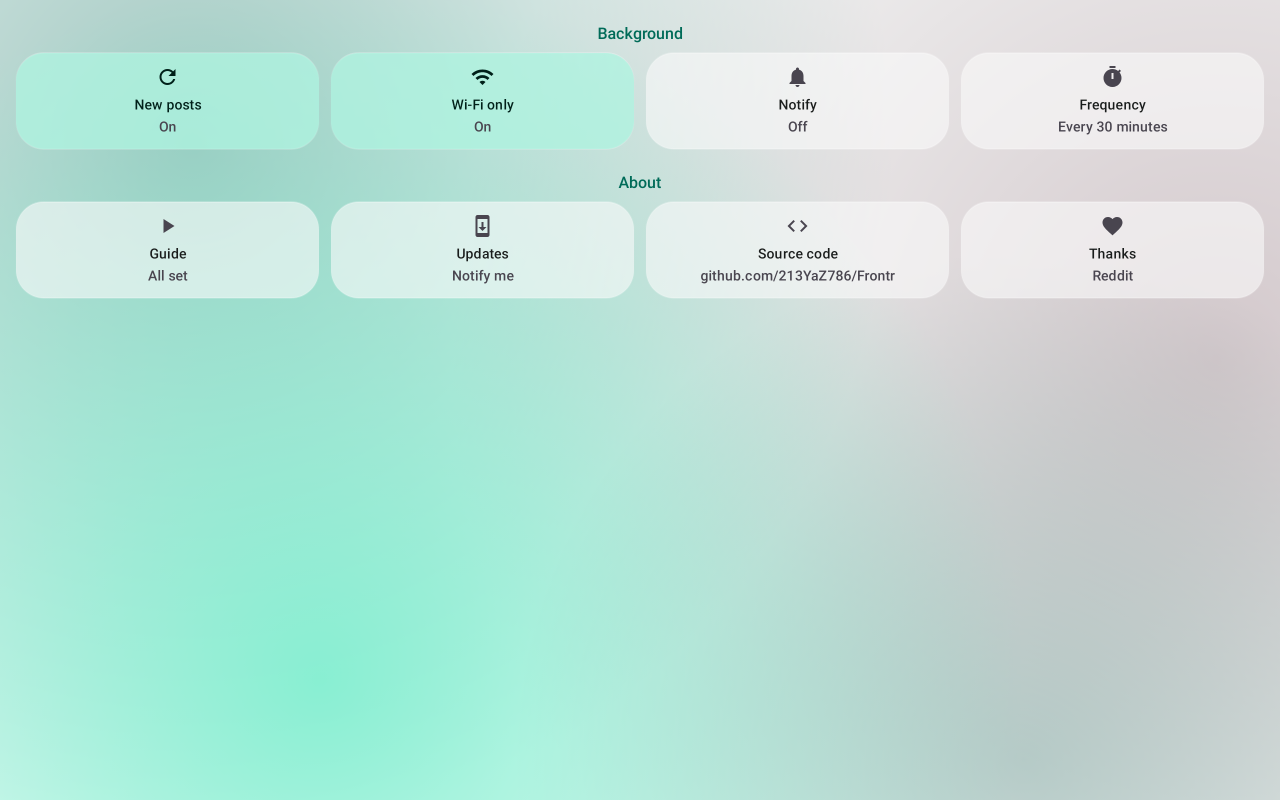 Background
New posts
On
Wi-Fi only
On
Notify
Off
Frequency
Every 30 minutes
About
Guide
All set
Updates
Notify me
Source code
github.com/213YaZ786/Frontr
Thanks
Reddit